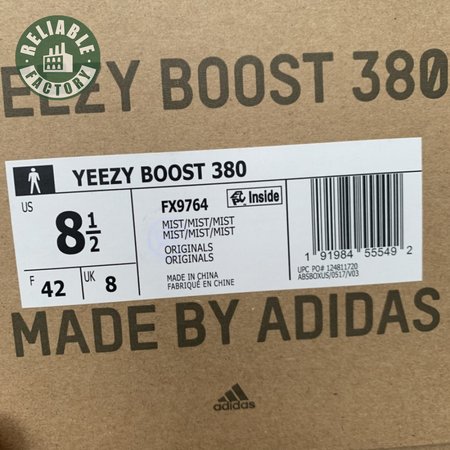 RELIABLE
FACTORY
EEZY BOOST 380
YEEZY BOOST 380
US
8 1/2
F
42
UK
8
FX9764
Inside
MIST/MIST/MIST
MIST/MIST/MIST
ORIGINALS
ORIGINALS
MADE IN CHINA
FABRIQUÉ EN CHINE
1 91984 55549 2
UPC PO# 124811720
ABSBOXUS/0517/V03
MADE BY ADIDAS
adidas